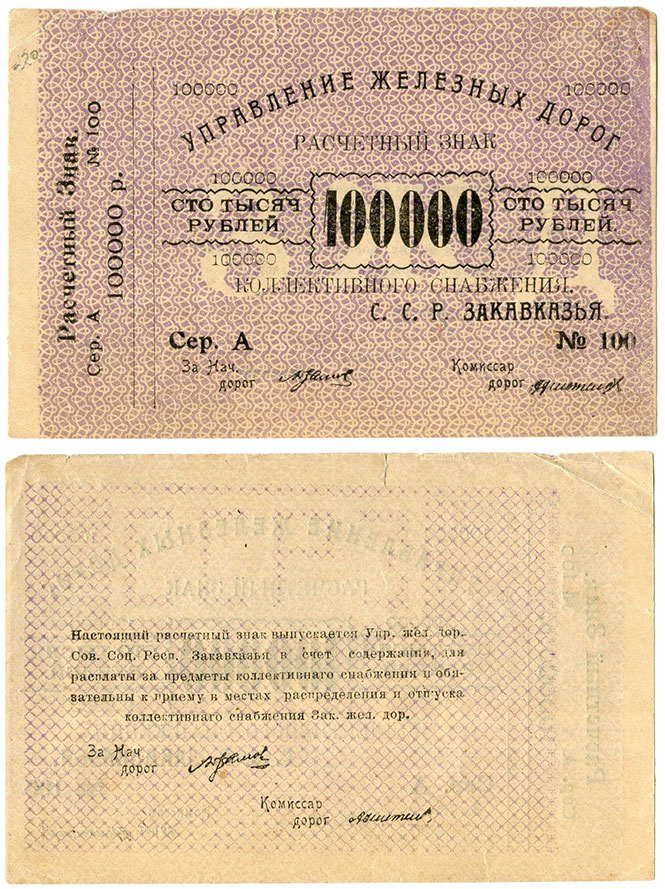 Расчетный Знак.
Сер. А № 100
100000 р.
100000 100000
УПРАВЛЕНИЕ ЖЕЛЕЗНЫХ ДОРОГ
РАСЧЕТНЫЙ ЗНАК
100000 100000
СТО ТЫСЯЧ РУБЛЕЙ.
100000
СТО ТЫСЯЧ РУБЛЕЙ.
100000 100000
КОЛЛЕКТИВНОГО СНАБЖЕНИЯ.
С. С. Р. ЗАКАВКАЗЬЯ.
Сер. А № 100
За Нач. дорог
Комиссар дорог
Настоящий расчетный знак выпускается Упр. жел. дор.
Сов. Соц. Респ. Закавказья в счет содержания, для
расплаты за предметы коллективнаго снабжения и обя-
зательны к приему в местах распределения и отпуска
коллективнаго снабжения Зак. жел. дор.
За Нач.
дорог
Комиссар
дорог